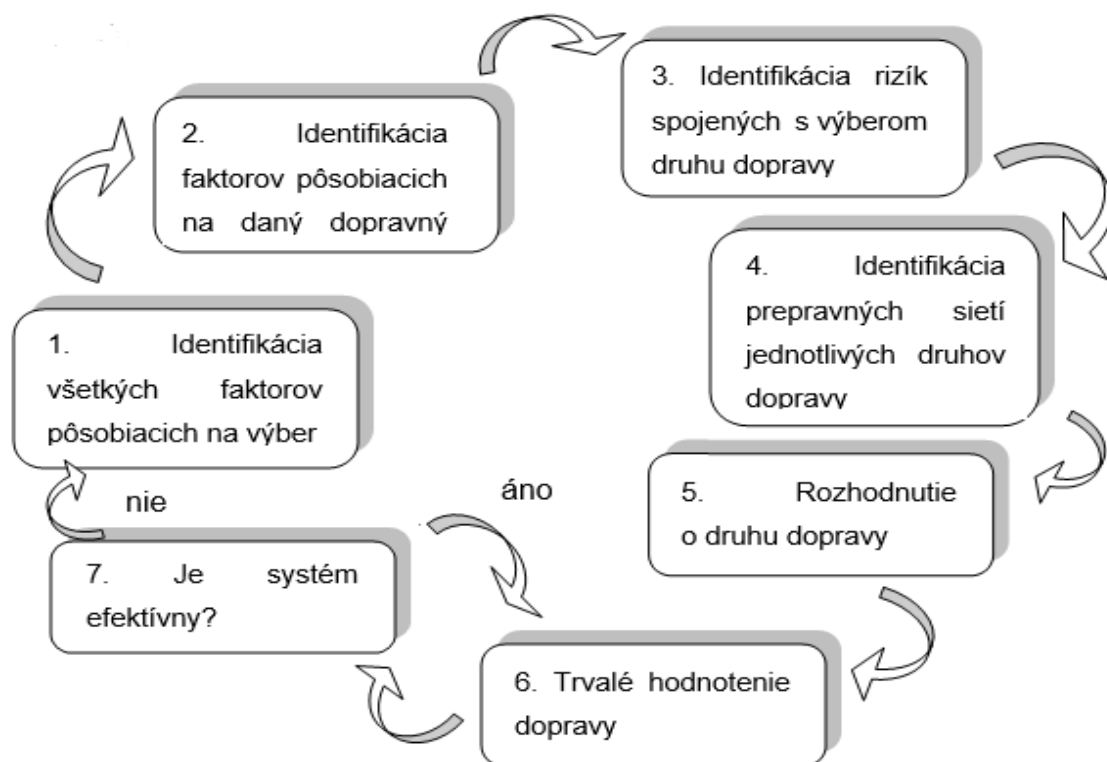 1. Identifikácia
všetkých faktorov
pôsobiacich na výber
2. Identifikácia
faktorov pôsobiacich
na daný dopravný
3. Identifikácia rizík
spojených s výberom
druhu dopravy
4. Identifikácia
prepravných sietí
jednotlivých druhov
dopravy
5. Rozhodnutie
o druhu dopravy
6. Trvalé hodnotenie
dopravy
7. Je systém
efektívny?
nie
áno